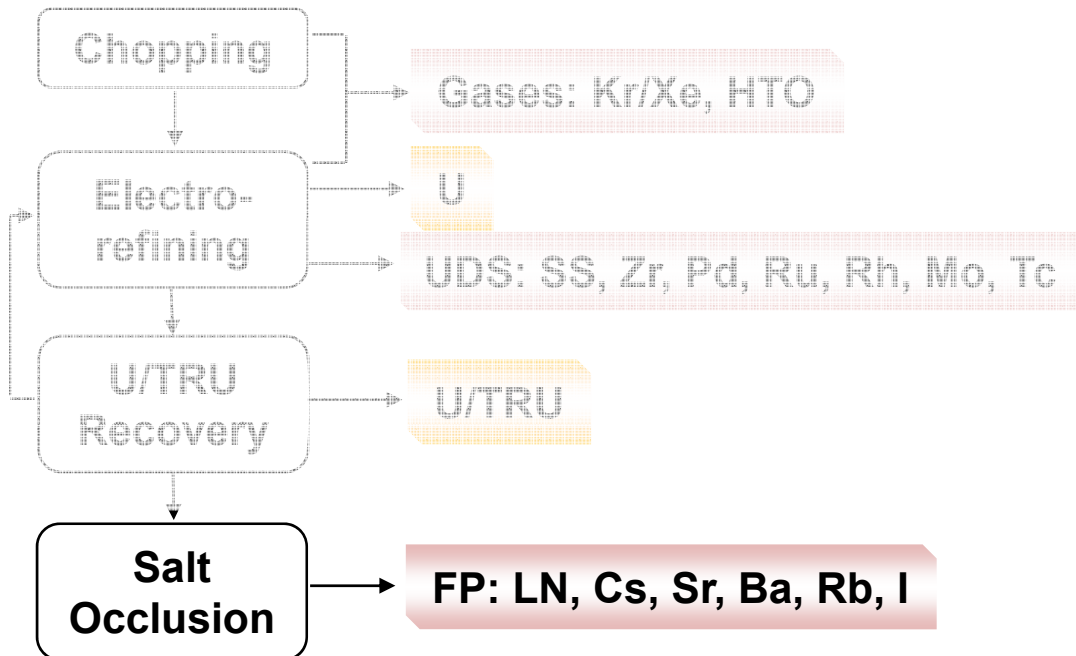 Chopping
Gases: Kr/Xe, HTO
Electro-
refining
U
UDS: SS, Zr, Pd, Ru, Rh, Mo, Tc
U/TRU
Recovery
U/TRU
Salt
Occlusion
FP: LN, Cs, Sr, Ba, Rb, I